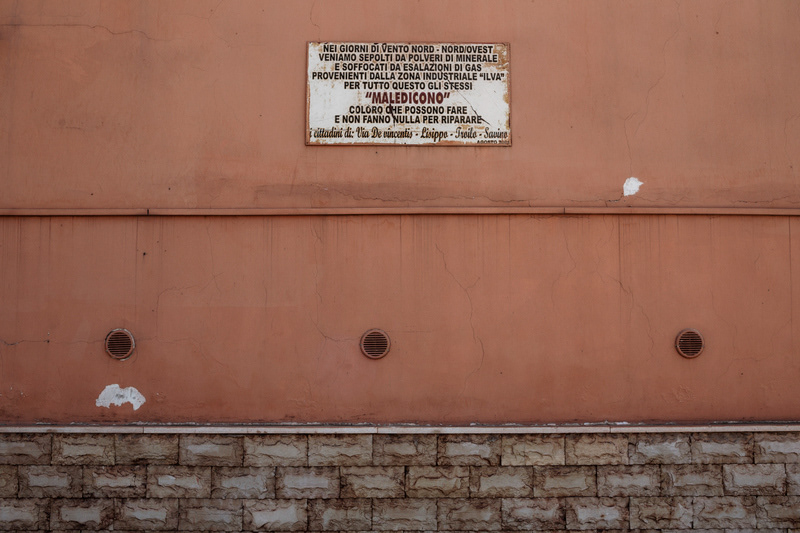 NEI GIORNI DI VENTO NORD - NORD/OVEST
VENIAMO SEPOLTI DA POLVERI DI MINERALE
E SOFFOCATI DA ESALAZIONI DI GAS
PROVENIENTI DALLA ZONA INDUSTRIALE "ILVA"
PER TUTTO QUESTO GLI STESSI
"MALEDICONO"
COLORO CHE POSSONO FARE
E NON FANNO NULLA PER RIPARARE
i cittadini di: Via De vincentis - Lisippo - Troilo - Savino
AGOSTO